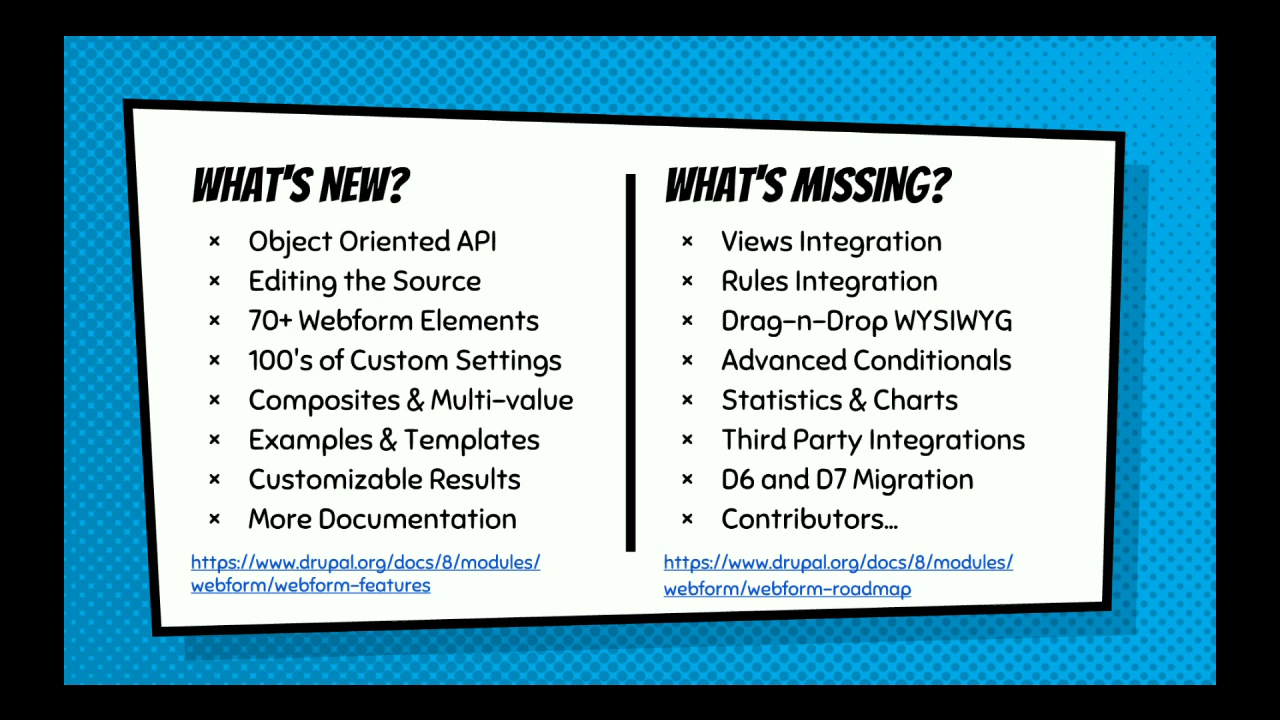 WHAT'S NEW?
× Object Oriented API
× Editing the Source
× 70+ Webform Elements
× 100's of Custom Settings
× Composites & Multi-value
× Examples & Templates
× Customizable Results
× More Documentation
https://www.drupal.org/docs/8/modules/
webform/webform-features
WHAT'S MISSING?
× Views Integration
× Rules Integration
× Drag-n-Drop WYSIWYG
× Advanced Conditionals
× Statistics & Charts
× Third Party Integrations
× D6 and D7 Migration
× Contributors...
https://www.drupal.org/docs/8/modules/
webform/webform-roadmap